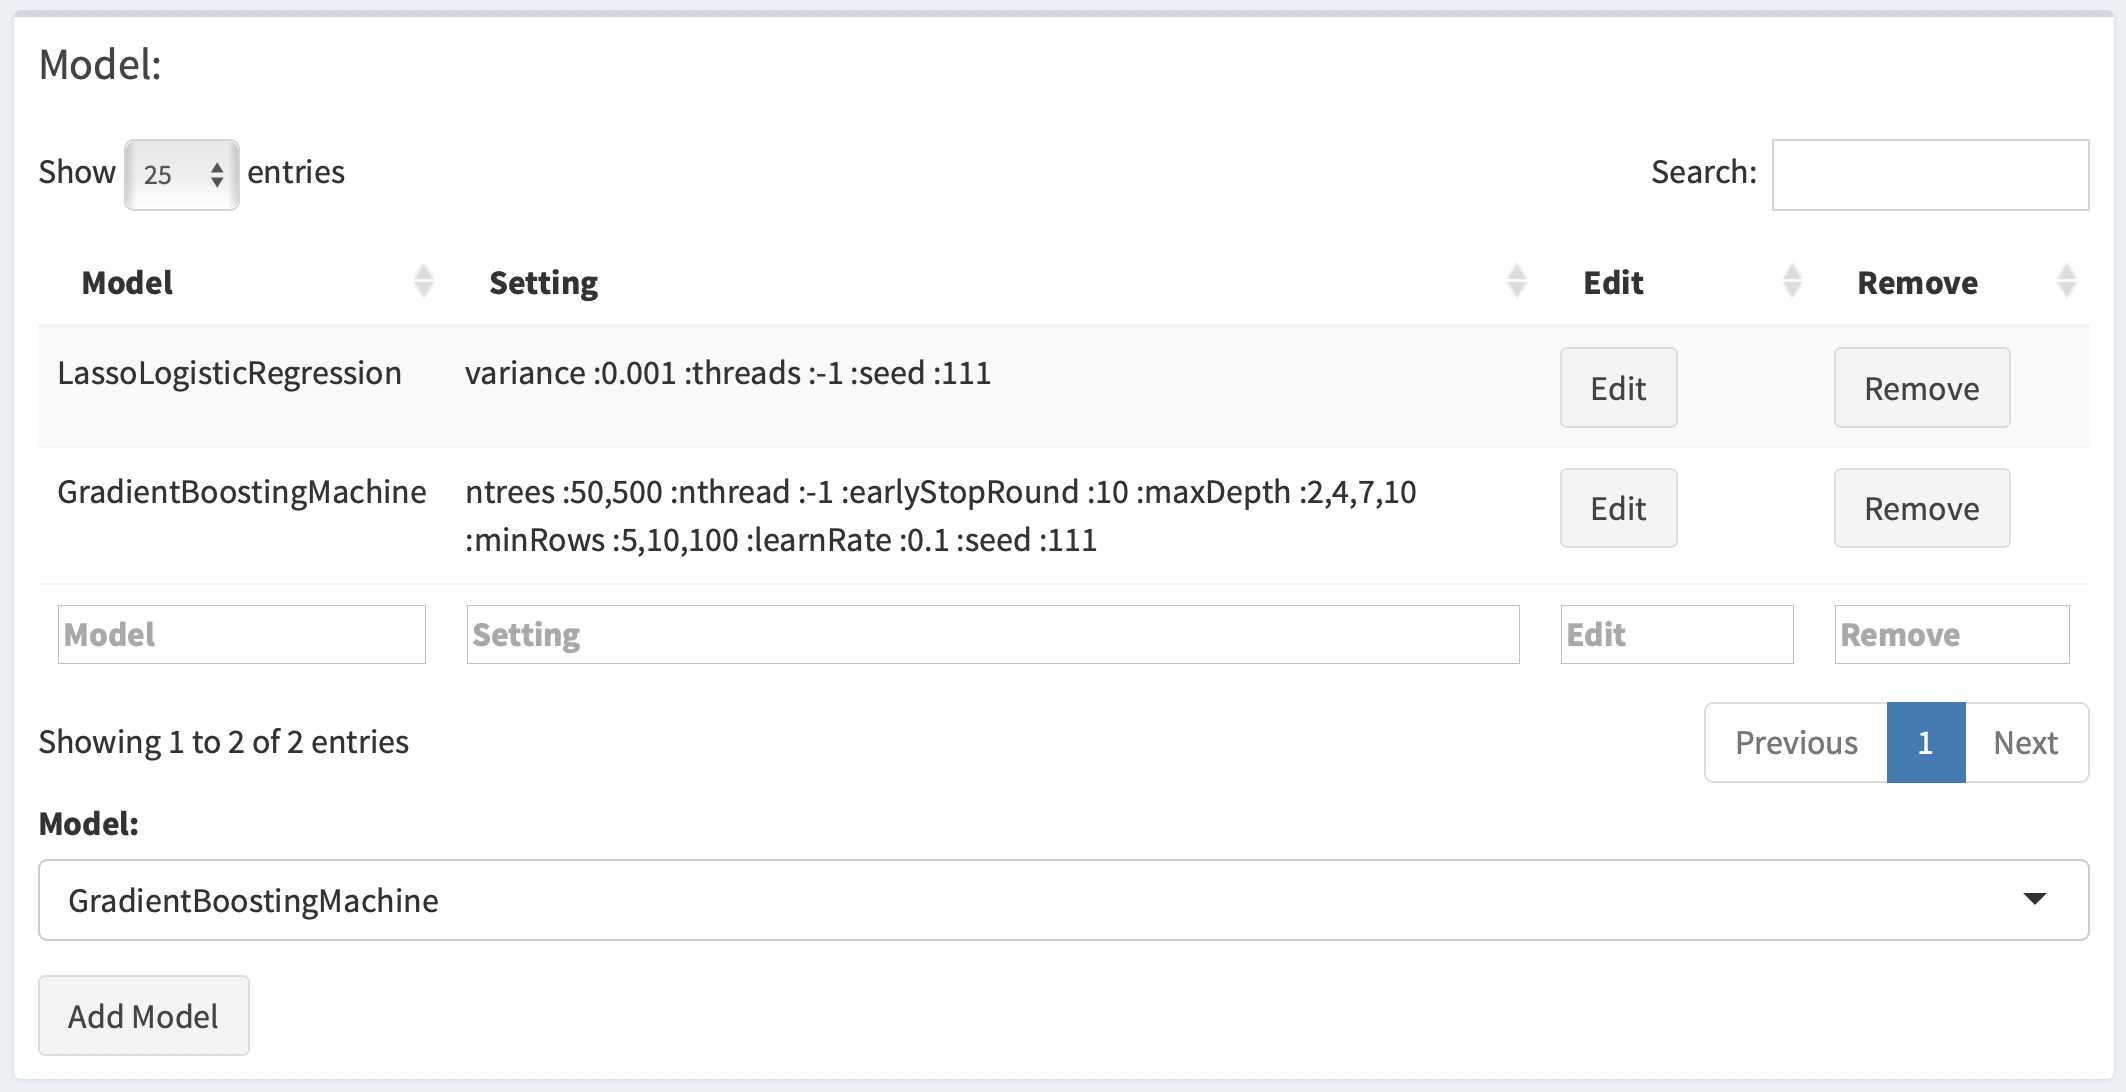 Model:
Show 25 entries
Search:
Model Setting Edit Remove
LassoLogisticRegression variance :0.001 :threads :-1 :seed :111 Edit Remove
GradientBoostingMachine ntrees :50,500 :nthread :-1 :earlyStopRound :10 :maxDepth :2,4,7,10 Edit Remove
:minRows :5,10,100 :learnRate :0.1 :seed :111
Model Setting Edit Remove
Showing 1 to 2 of 2 entries
Previous 1 Next
Model:
GradientBoostingMachine
Add Model